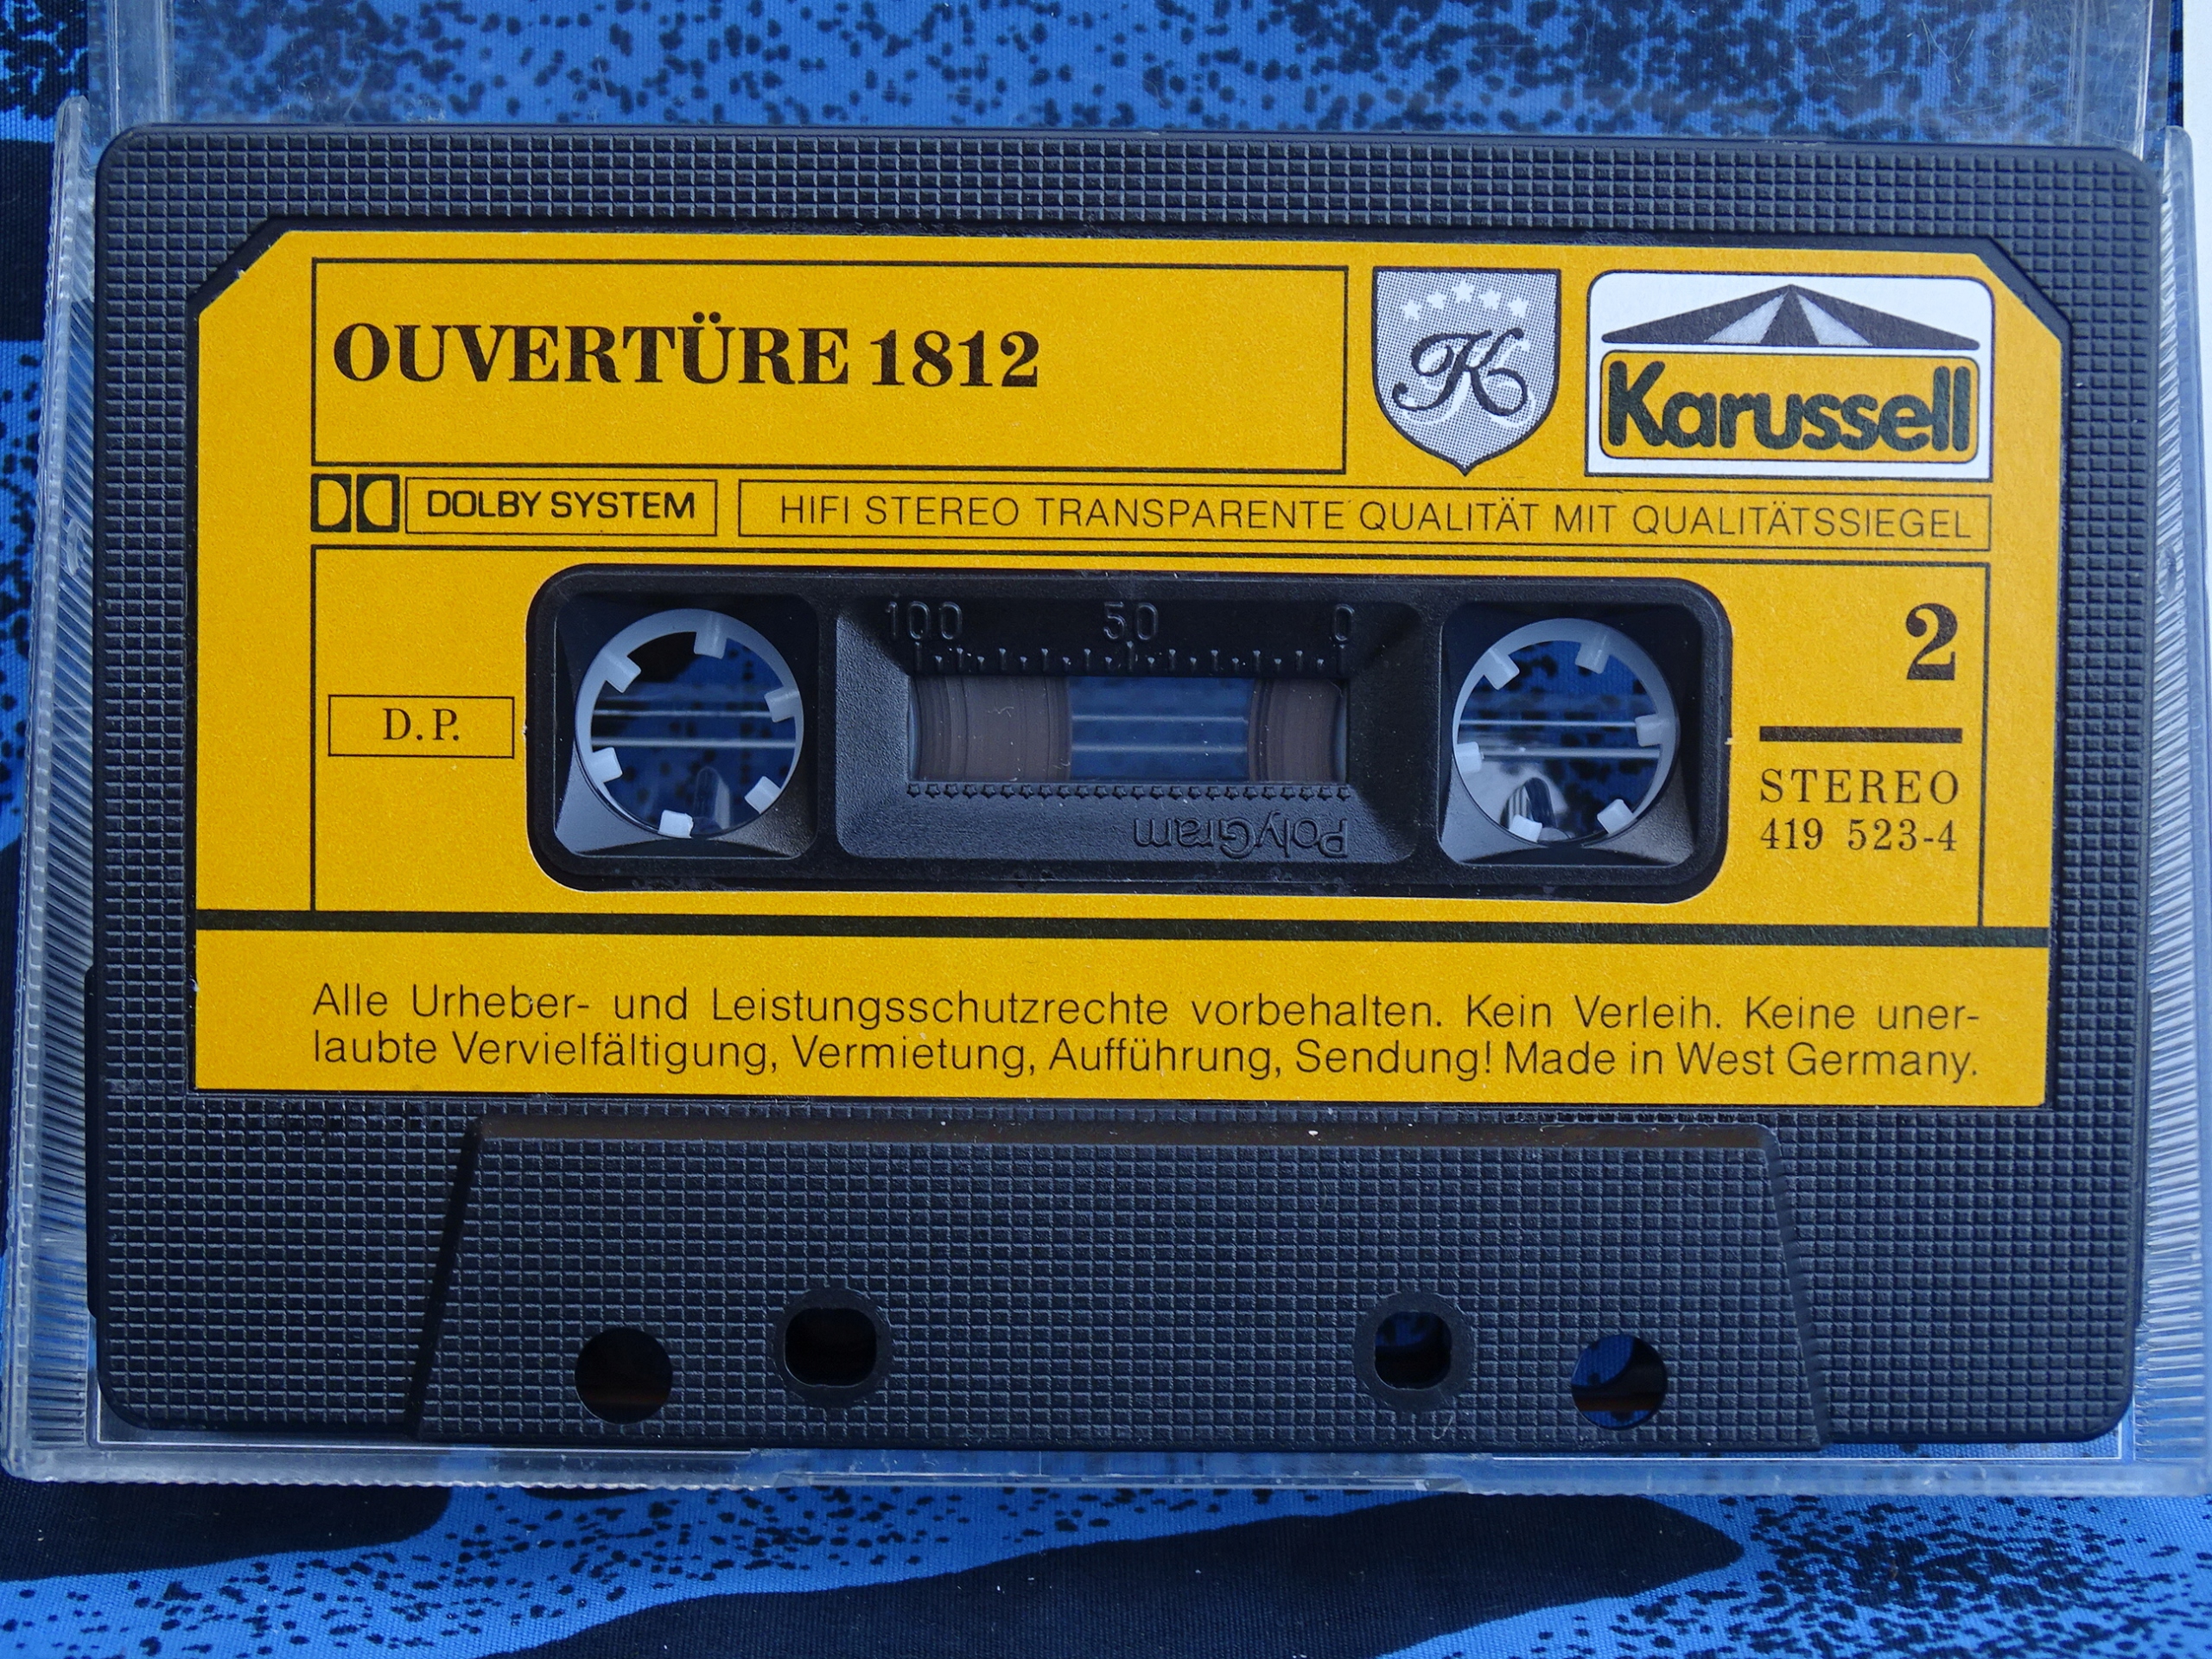 OUVERTÜRE 1812
K
Karussell
DOLBY SYSTEM
HIFI STEREO TRANSPARENTE QUALITÄT MIT QUALITÄTSSIEGEL
100 50 0
2
D.P.
STEREO
419 523-4
PolyGram
Alle Urheber- und Leistungsschutzrechte vorbehalten. Kein Verleih. Keine uner-
laubte Vervielfältigung, Vermietung, Aufführung, Sendung! Made in West Germany.